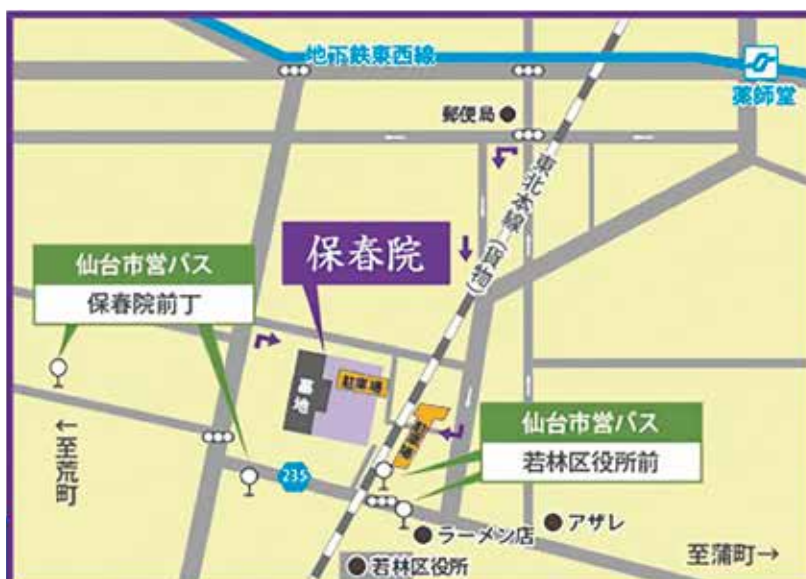 地下鉄東西線
薬師堂
郵便局
東北本線(貨物)
保春院
仙台市営バス
保春院前丁
墓地
駐車場
駐車場
仙台市営バス
若林区役所前
←至荒町
235
ラーメン店
アザレ
若林区役所
至蒲町→